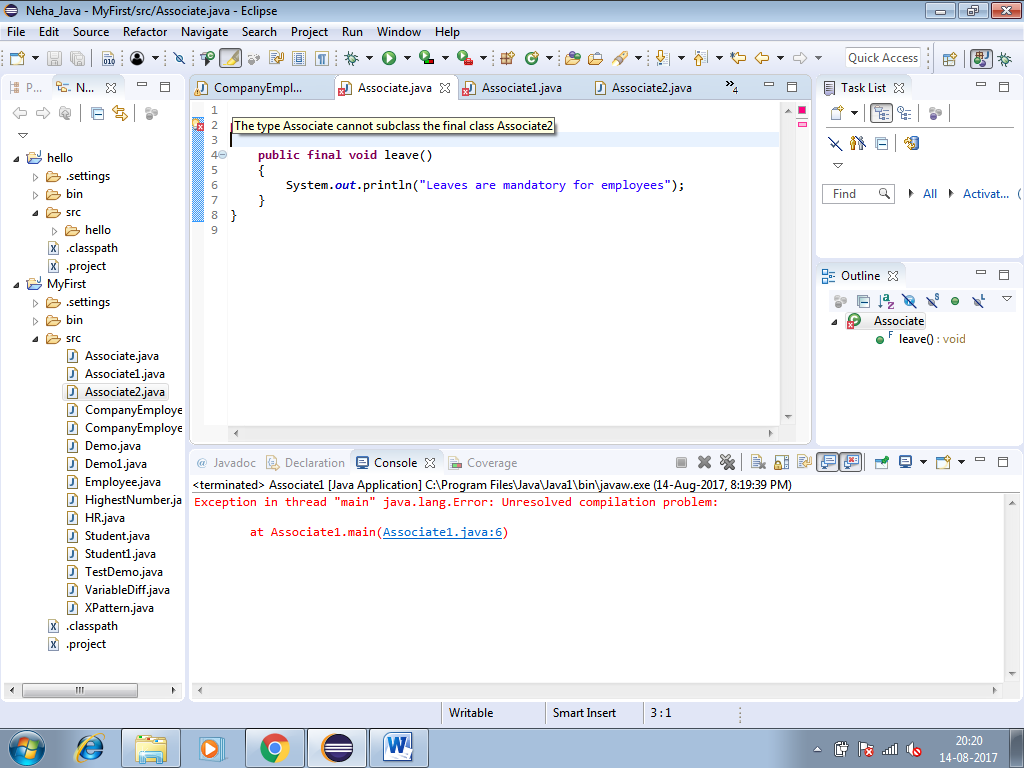 Neha_Java - MyFirst/src/Associate.java - Eclipse
File Edit Source Refactor Navigate Search Project Run Window Help
Quick Access
P... N...
hello
.settings
bin
src
hello
.classpath
.project
MyFirst
.settings
bin
src
Associate.java
Associate1.java
Associate2.java
CompanyEmploye
CompanyEmploye
Demo.java
Demo1.java
Employee.java
HighestNumber.ja
HR.java
Student.java
Student1.java
TestDemo.java
VariableDiff.java
XPattern.java
.classpath
.project
CompanyEmpl... Associate.java Associate1.java Associate2.java »4
1
2 The type Associate cannot subclass the final class Associate2
3
4 public final void leave()
5 {
6 System.out.println("Leaves are mandatory for employees");
7 }
8 }
9
Task List
Find All Activat...
Outline
Associate
F leave() : void
@ Javadoc Declaration Console Coverage
<terminated> Associate1 [Java Application] C:\Program Files\Java\Java1\bin\javaw.exe (14-Aug-2017, 8:19:39 PM)
Exception in thread "main" java.lang.Error: Unresolved compilation problem:
at Associate1.main(Associate1.java:6)
Writable Smart Insert 3 : 1
20:20
14-08-2017